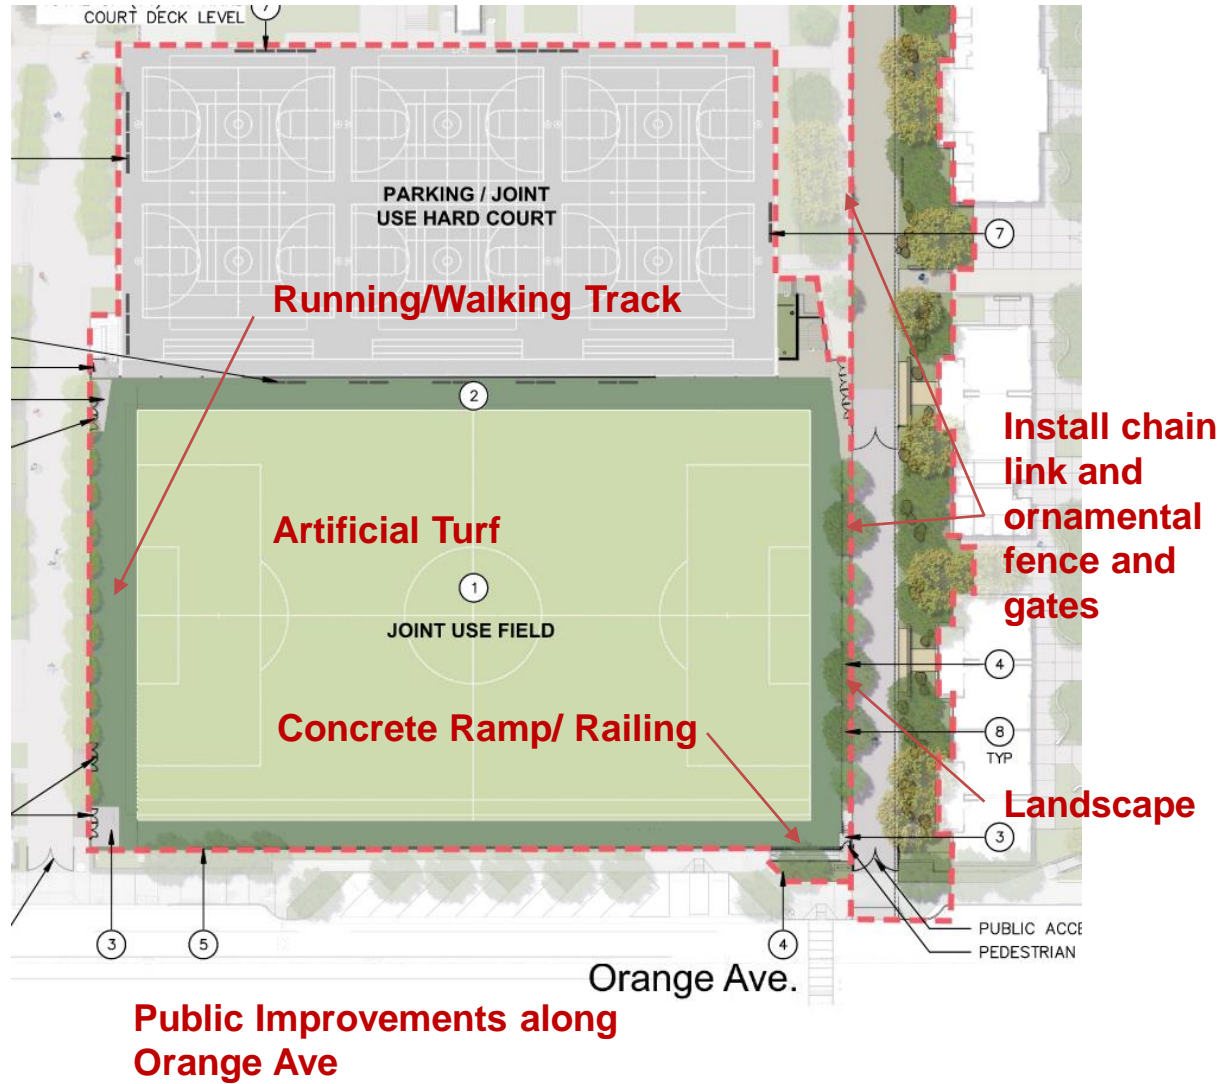 COURT DECK LEVEL
7
PARKING / JOINT
USE HARD COURT
7
Running/Walking Track
2
Install chain
link and
ornamental
fence and
gates
Artificial Turf
1
JOINT USE FIELD
4
Concrete Ramp/ Railing
8
TYP
Landscape
3
3
5
4
PUBLIC ACCE
PEDESTRIAN
Orange Ave.
Public Improvements along
Orange Ave